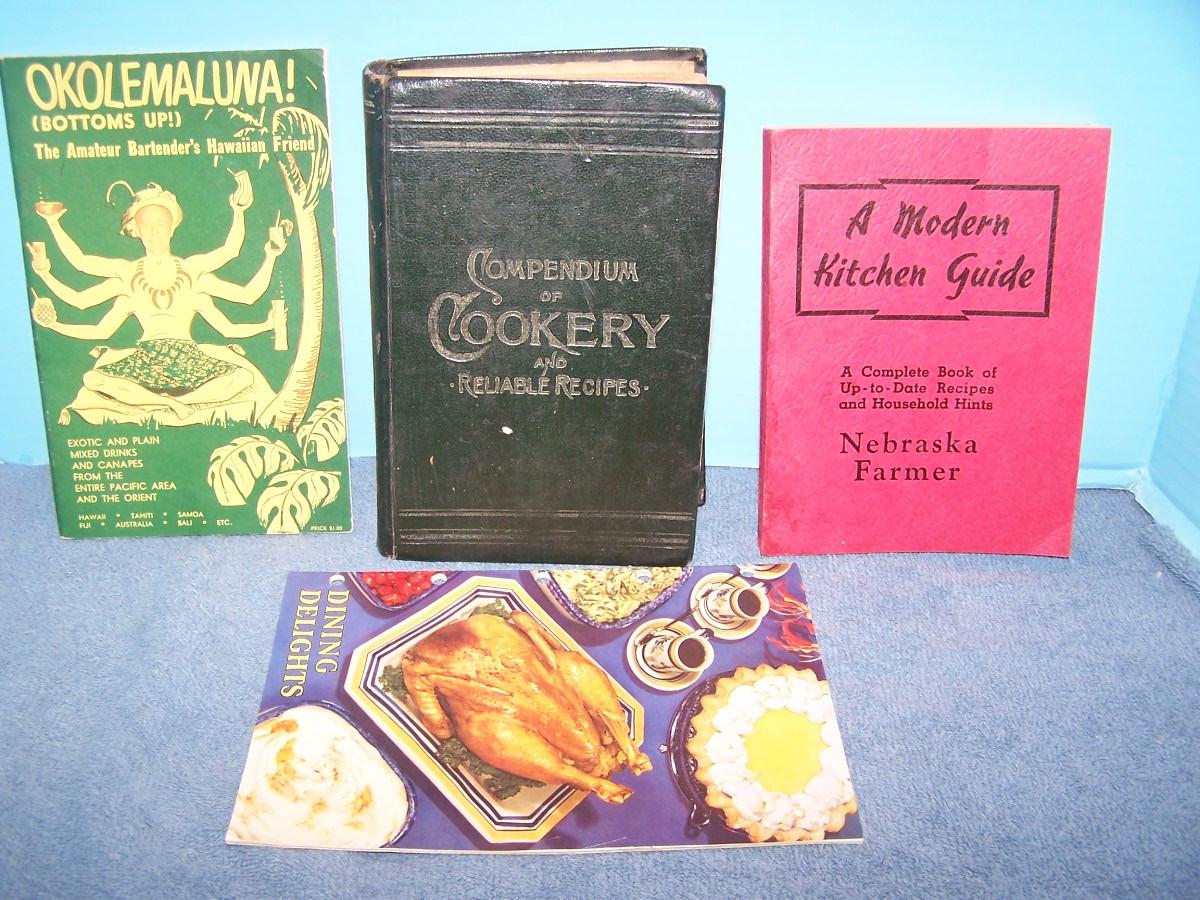 OKOLEMALUNA!
(BOTTOMS UP!)
The Amateur Bartender's Hawaiian Friend
EXOTIC AND PLAIN
MIXED DRINKS
AND CANAPES
FROM THE
ENTIRE PACIFIC AREA
AND THE ORIENT
HAWAII * TAHITI * SAMOA
FIJI * AUSTRALIA * BALI * ETC.
PRICE $1.00
COMPENDIUM
OF
COOKERY
AND
·RELIABLE RECIPES·
A Modern
Kitchen Guide
A Complete Book of
Up-to-Date Recipes
and Household Hints
Nebraska
Farmer
DINING
DELIGHTS